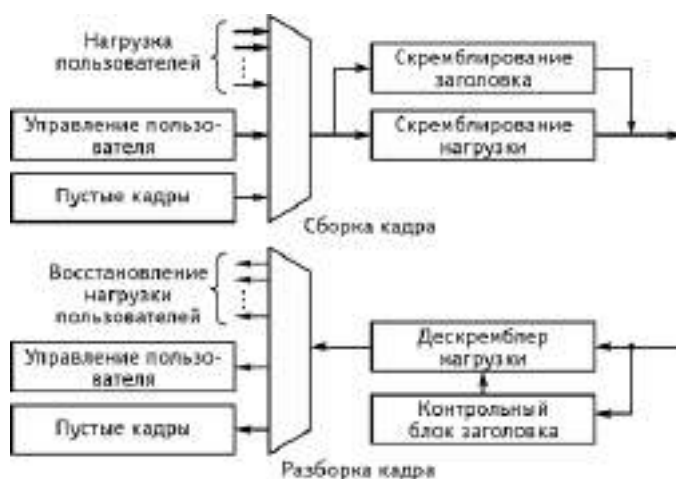 Нагрузка
пользователей
Скремблирование
заголовка
Управление пользо-
вателя
Скремблирование
нагрузки
Пустые кадры
Сборка кадра
Восстановление
нагрузки
пользователей
Управление пользо-
вателя
Дескремблер
нагрузки
Пустые кадры
Контрольный
блок заголовка
Разборка кадра